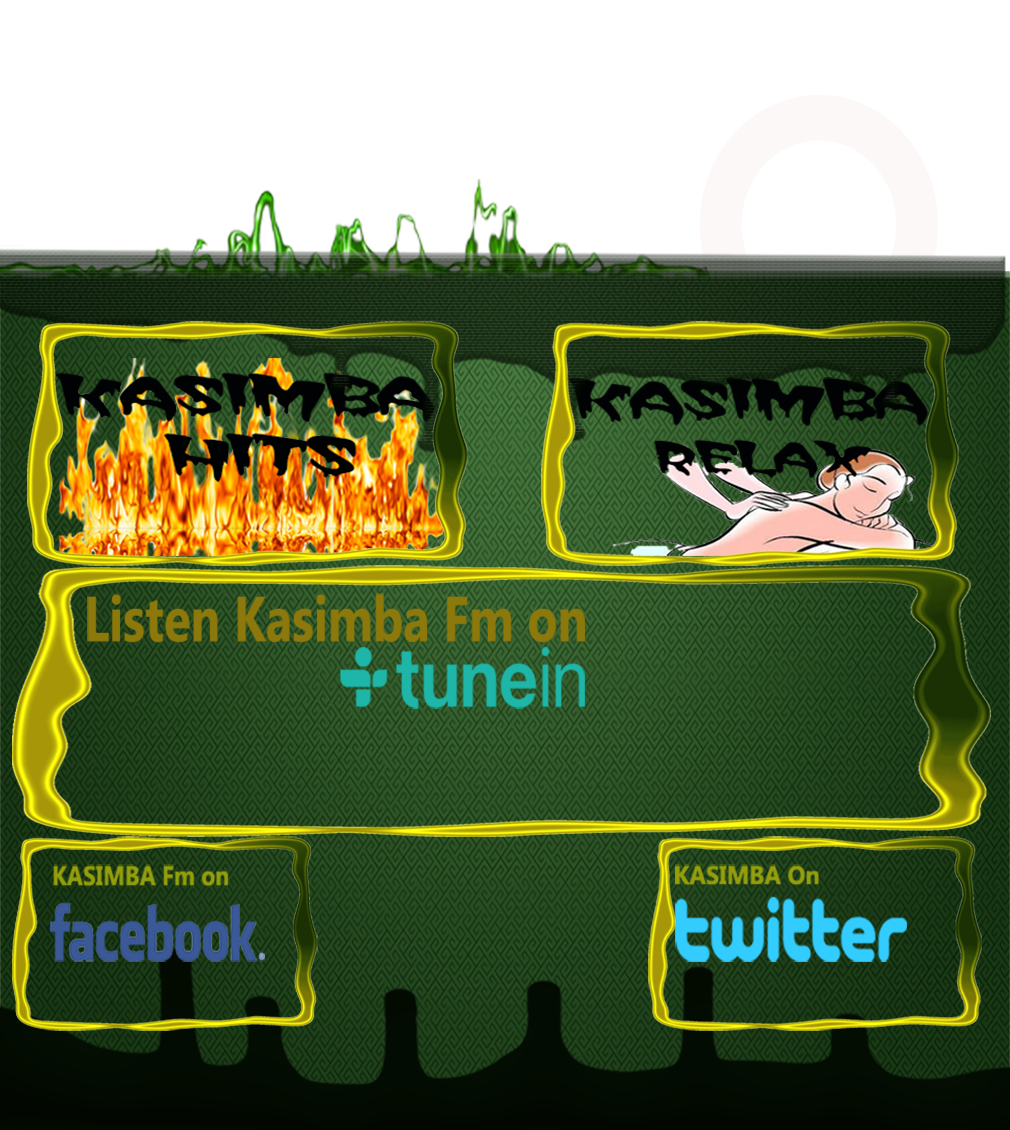 KASIMBA
HITS
KASIMBA
RELAX
Listen Kasimba Fm on
tunein
KASIMBA Fm on
facebook.
KASIMBA On
twitter